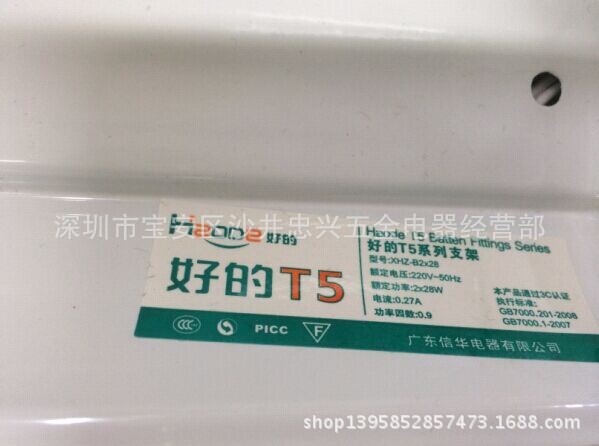 深圳市宝安区沙井忠兴五金电器经营部
Haode 好的
Haode T5 Batten Fittings Series
好的T5
好的T5系列支架
型号:XHZ-B2x28
额定电压:220V~50Hz
额定功率:2x28W
电流:0.27A
功率因数:0.9
本产品通过3C认证
执行标准:
GB7000.201-2008
GB7000.1-2007
CCC PICC F
广东信华电器有限公司
shop1395852857473.1688.com